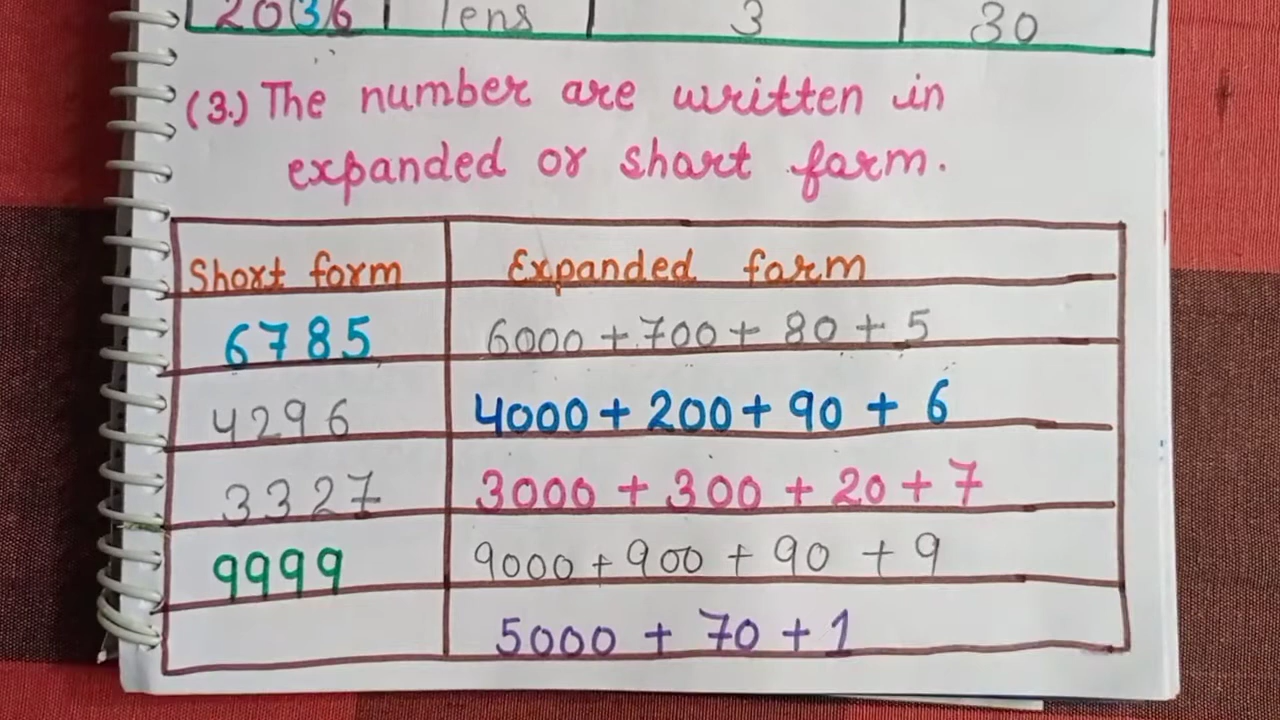 2036 Tens 3 30
(3.) The number are written in
expanded or short form.
Short form Expanded form
6785 6000 + 700 + 80 + 5
4296 4000 + 200 + 90 + 6
3327 3000 + 300 + 20 + 7
9999 9000 + 900 + 90 + 9
5000 + 70 + 1